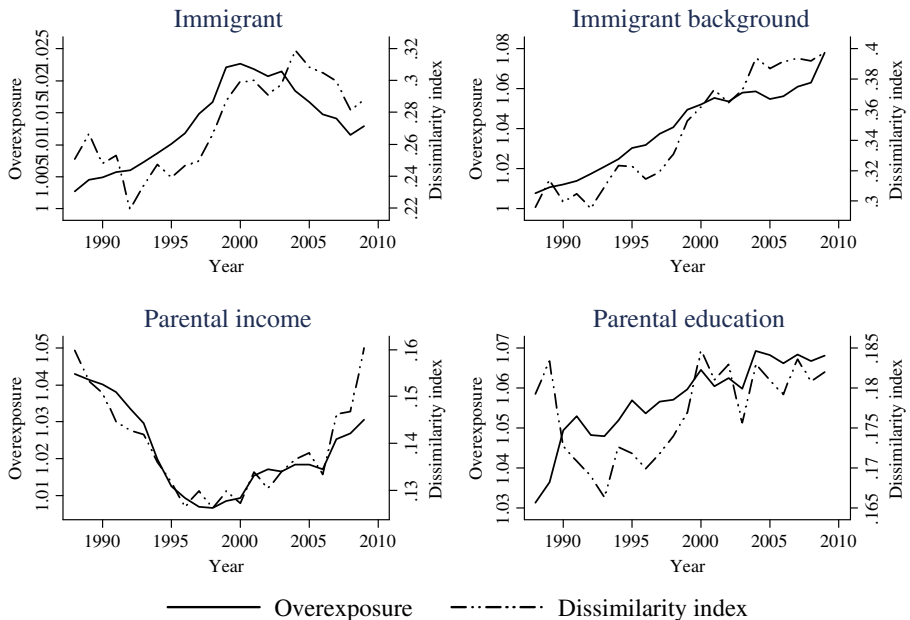 Immigrant
Overexposure
1 1.005 1.01 1.015 1.02 1.025
.22 .24 .26 .28 .3 .32
Dissimilarity index
1990 1995 2000 2005 2010
Year
Immigrant background
Overexposure
1 1.02 1.04 1.06 1.08
.3 .32 .34 .36 .38 .4
Dissimilarity index
1990 1995 2000 2005 2010
Year
Parental income
Overexposure
1.01 1.02 1.03 1.04 1.05
.13 .14 .15 .16
Dissimilarity index
1990 1995 2000 2005 2010
Year
Parental education
Overexposure
1.03 1.04 1.05 1.06 1.07
.165 .17 .175 .18 .185
Dissimilarity index
1990 1995 2000 2005 2010
Year
Overexposure Dissimilarity index